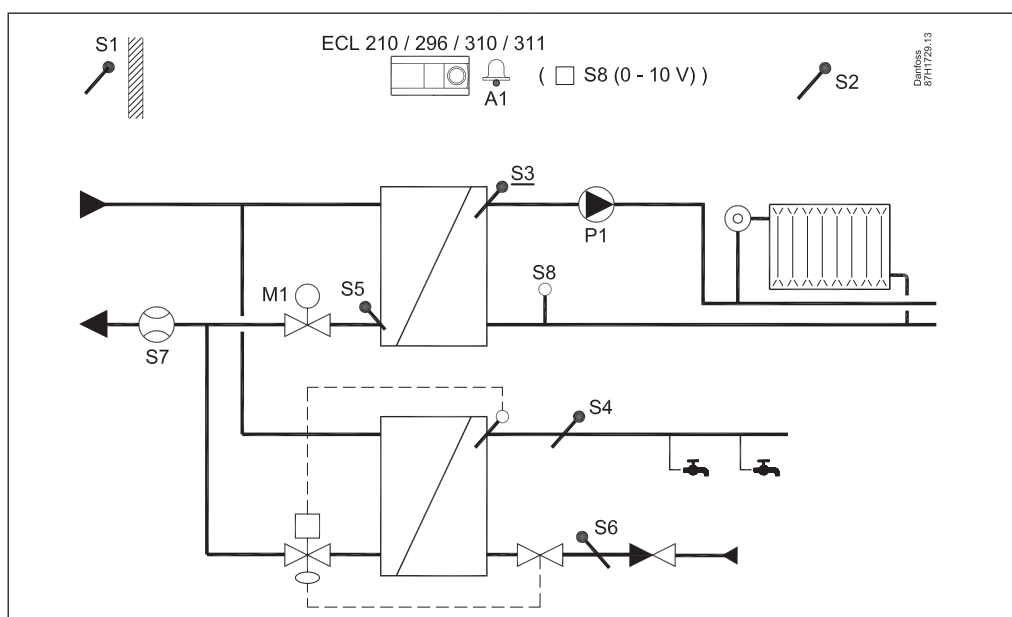 S1
ECL 210 / 296 / 310 / 311
A1
( S8 (0 - 10 V) )
S2
Danfoss
87H1729.13
S3
P1
S8
M1
S5
S7
S4
S6